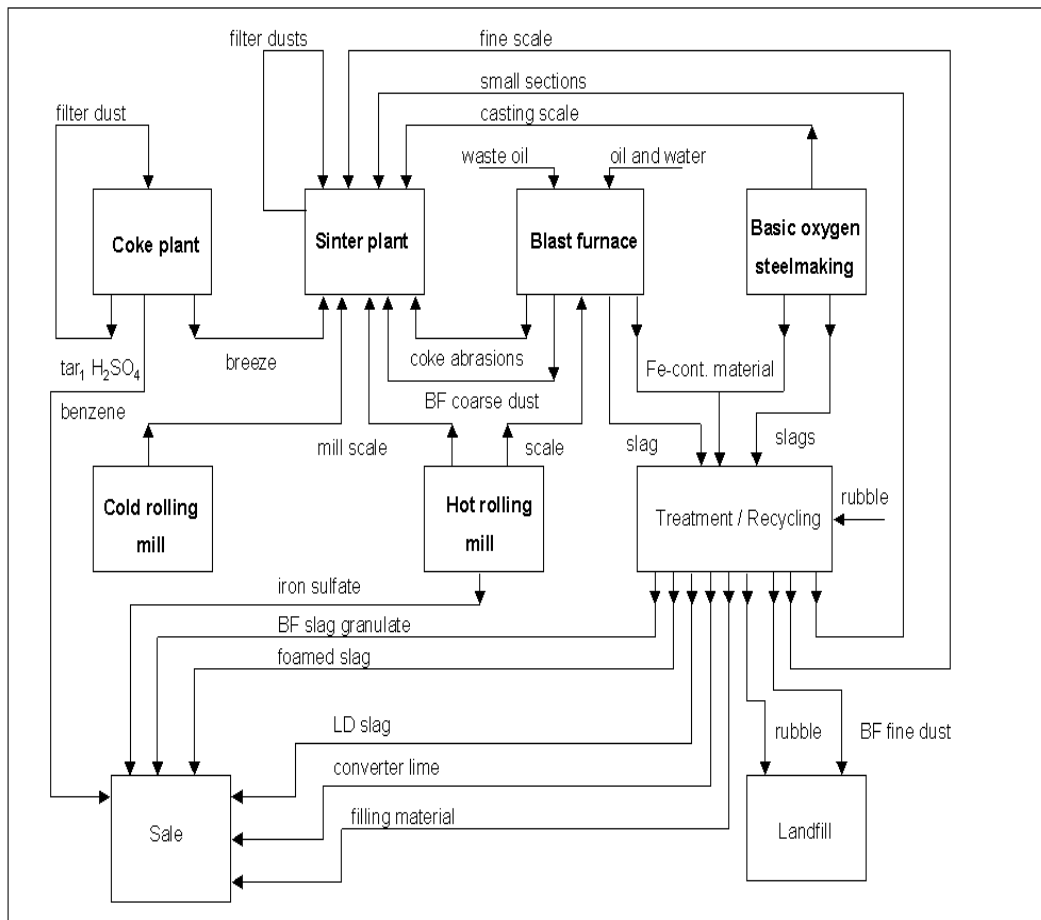 filter dusts
fine scale
small sections
filter dust
casting scale
waste oil
oil and water
Coke plant
Sinter plant
Blast furnace
Basic oxygen
steelmaking
tar₁ H₂SO₄
benzene
breeze
coke abrasions
BF coarse dust
Fe-cont. material
mill scale
scale
slag
slags
Cold rolling
mill
Hot rolling
mill
Treatment / Recycling
rubble
iron sulfate
BF slag granulate
foamed slag
LD slag
rubble
BF fine dust
converter lime
filling material
Sale
Landfill